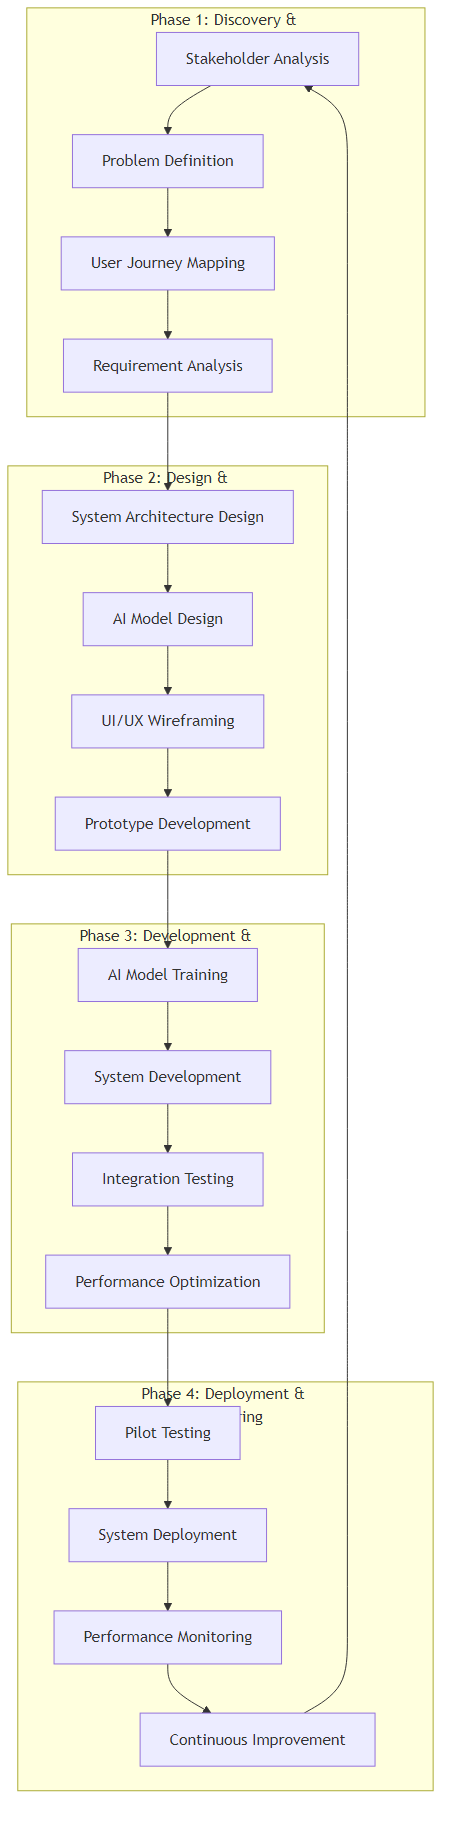 Phase 1: Discovery &
Stakeholder Analysis
Problem Definition
User Journey Mapping
Requirement Analysis
Phase 2: Design &
System Architecture Design
AI Model Design
UI/UX Wireframing
Prototype Development
Phase 3: Development &
AI Model Training
System Development
Integration Testing
Performance Optimization
Phase 4: Deployment &
Pilot Testing
System Deployment
Performance Monitoring
Continuous Improvement